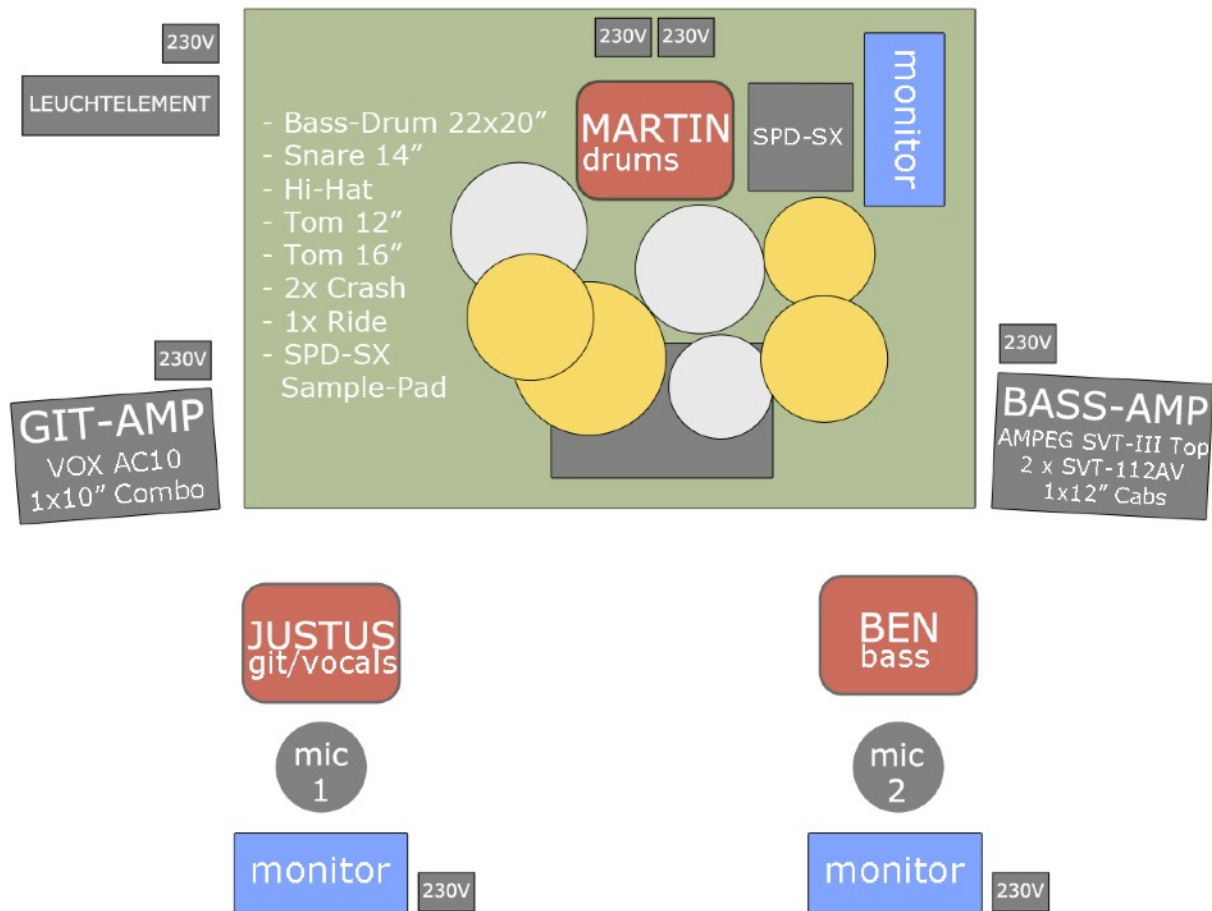 230V
LEUCHTELEMENT
230V
230V
- Bass-Drum 22x20”
- Snare 14”
- Hi-Hat
- Tom 12”
- Tom 16”
- 2x Crash
- 1x Ride
- SPD-SX
Sample-Pad
MARTIN
drums
SPD-SX
monitor
230V
GIT-AMP
VOX AC10
1x10” Combo
230V
BASS-AMP
AMPEG SVT-III Top
2 x SVT-112AV
1x12” Cabs
JUSTUS
git/vocals
BEN
bass
mic
1
mic
2
monitor
230V
monitor
230V